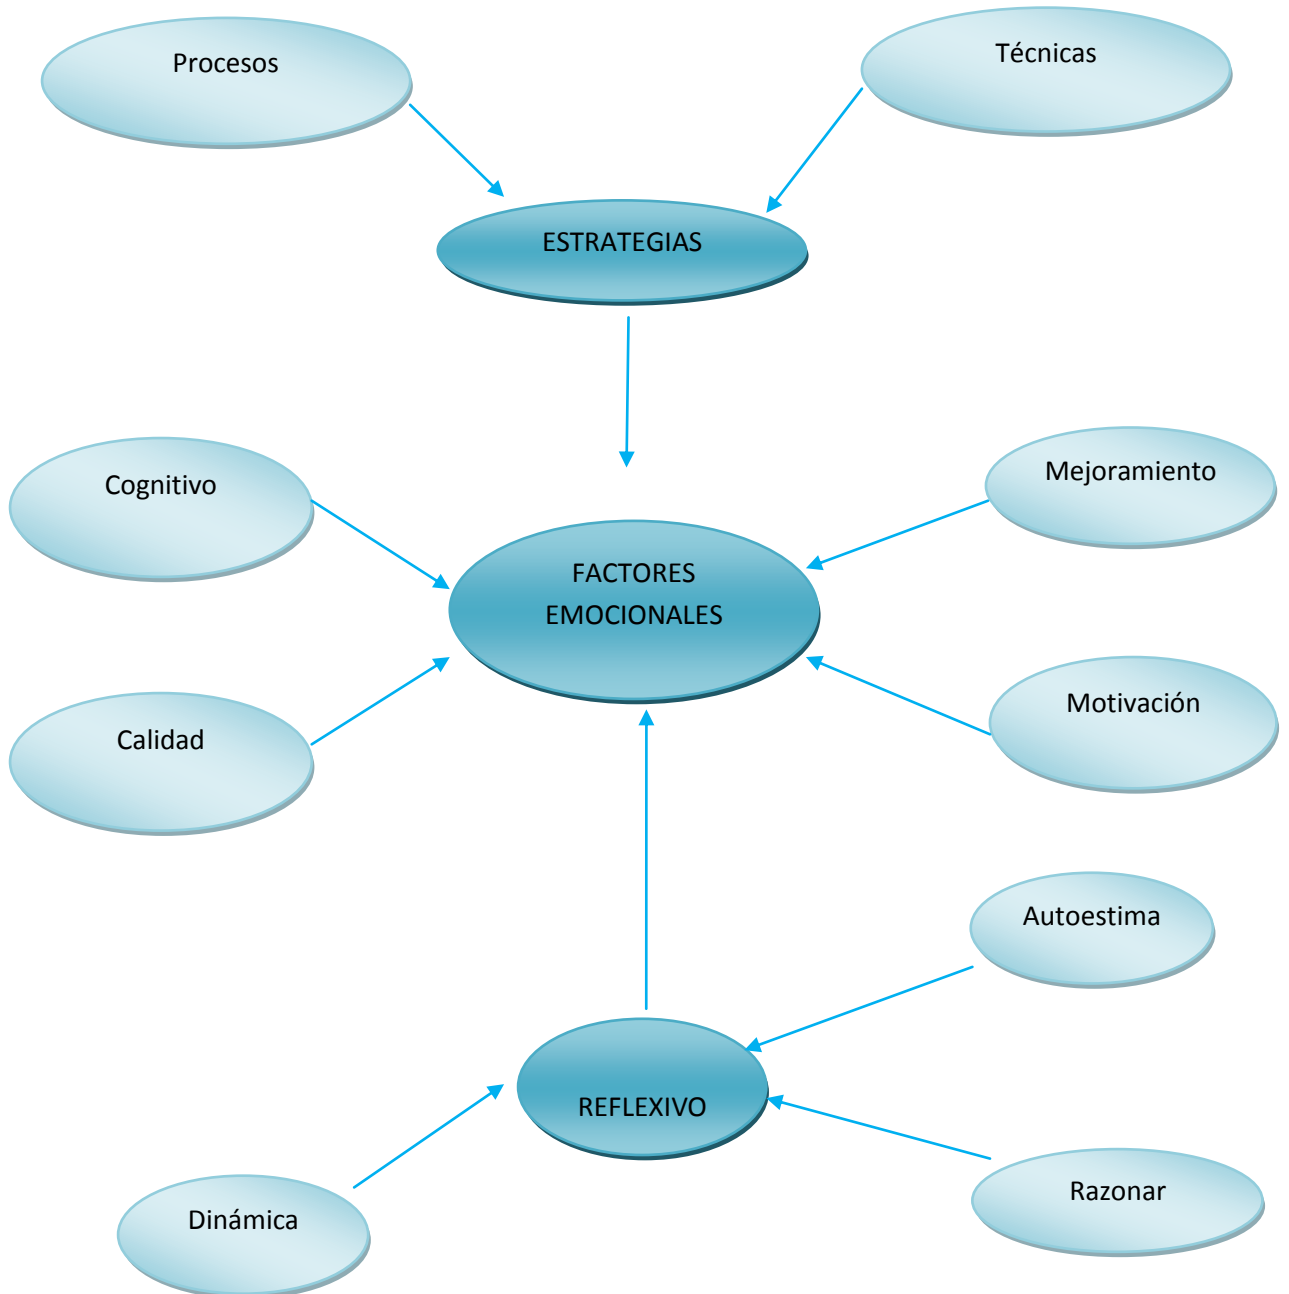 Procesos
Técnicas
ESTRATEGIAS
Cognitivo
Mejoramiento
FACTORES
EMOCIONALES
Calidad
Motivación
Autoestima
REFLEXIVO
Dinámica
Razonar